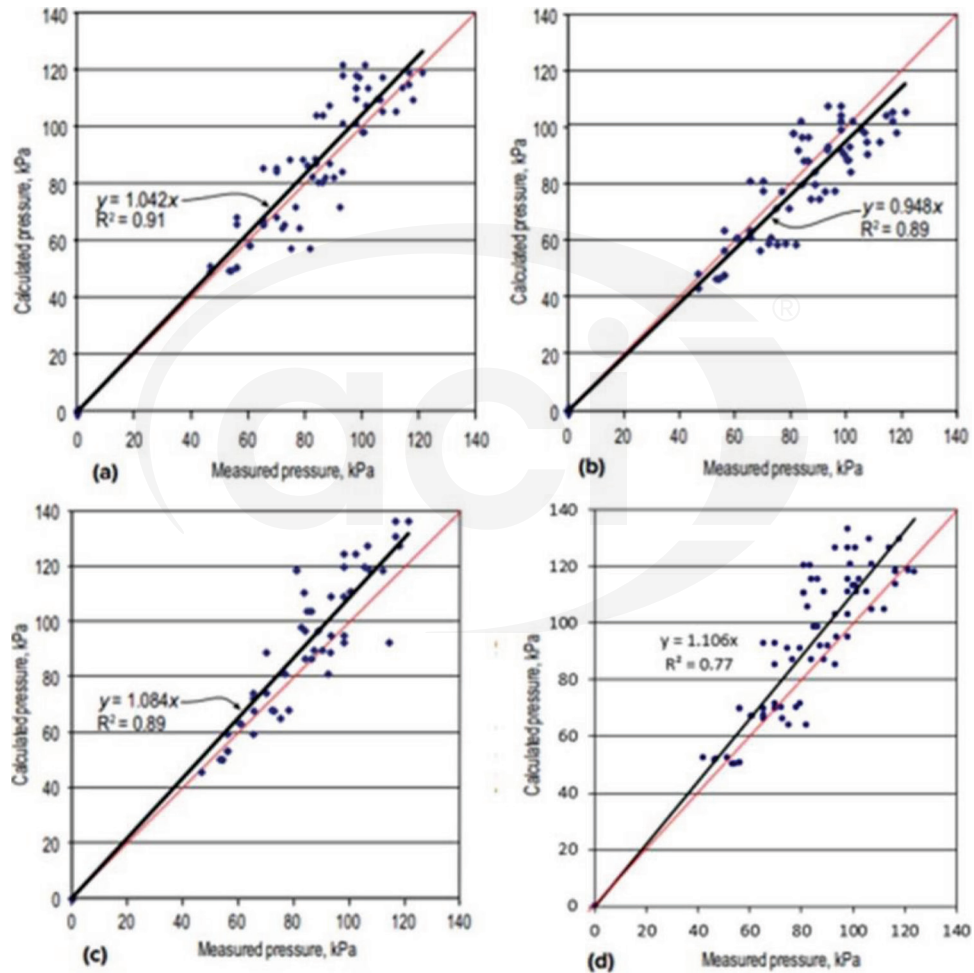 140
120
100
80
60
40
20
0
Calculated pressure, kPa
y = 1.042x
R² = 0.91
0 20 40 60 80 100 120 140
(a)
Measured pressure, kPa
140
120
100
80
60
40
20
0
Calculated pressure, kPa
y = 0.948x
R² = 0.89
0 20 40 60 80 100 120 140
(b)
Measured pressure, kPa
aci
®
140
120
100
80
60
40
20
0
Calculated pressure, kPa
y = 1.084x
R² = 0.89
0 20 40 60 80 100 120 140
(c)
Measured pressure, kPa
140
120
100
80
60
40
20
0
Calculated pressure, kPa
y = 1.106x
R² = 0.77
0 20 40 60 80 100 120 140
(d)
Measured pressure, kPa